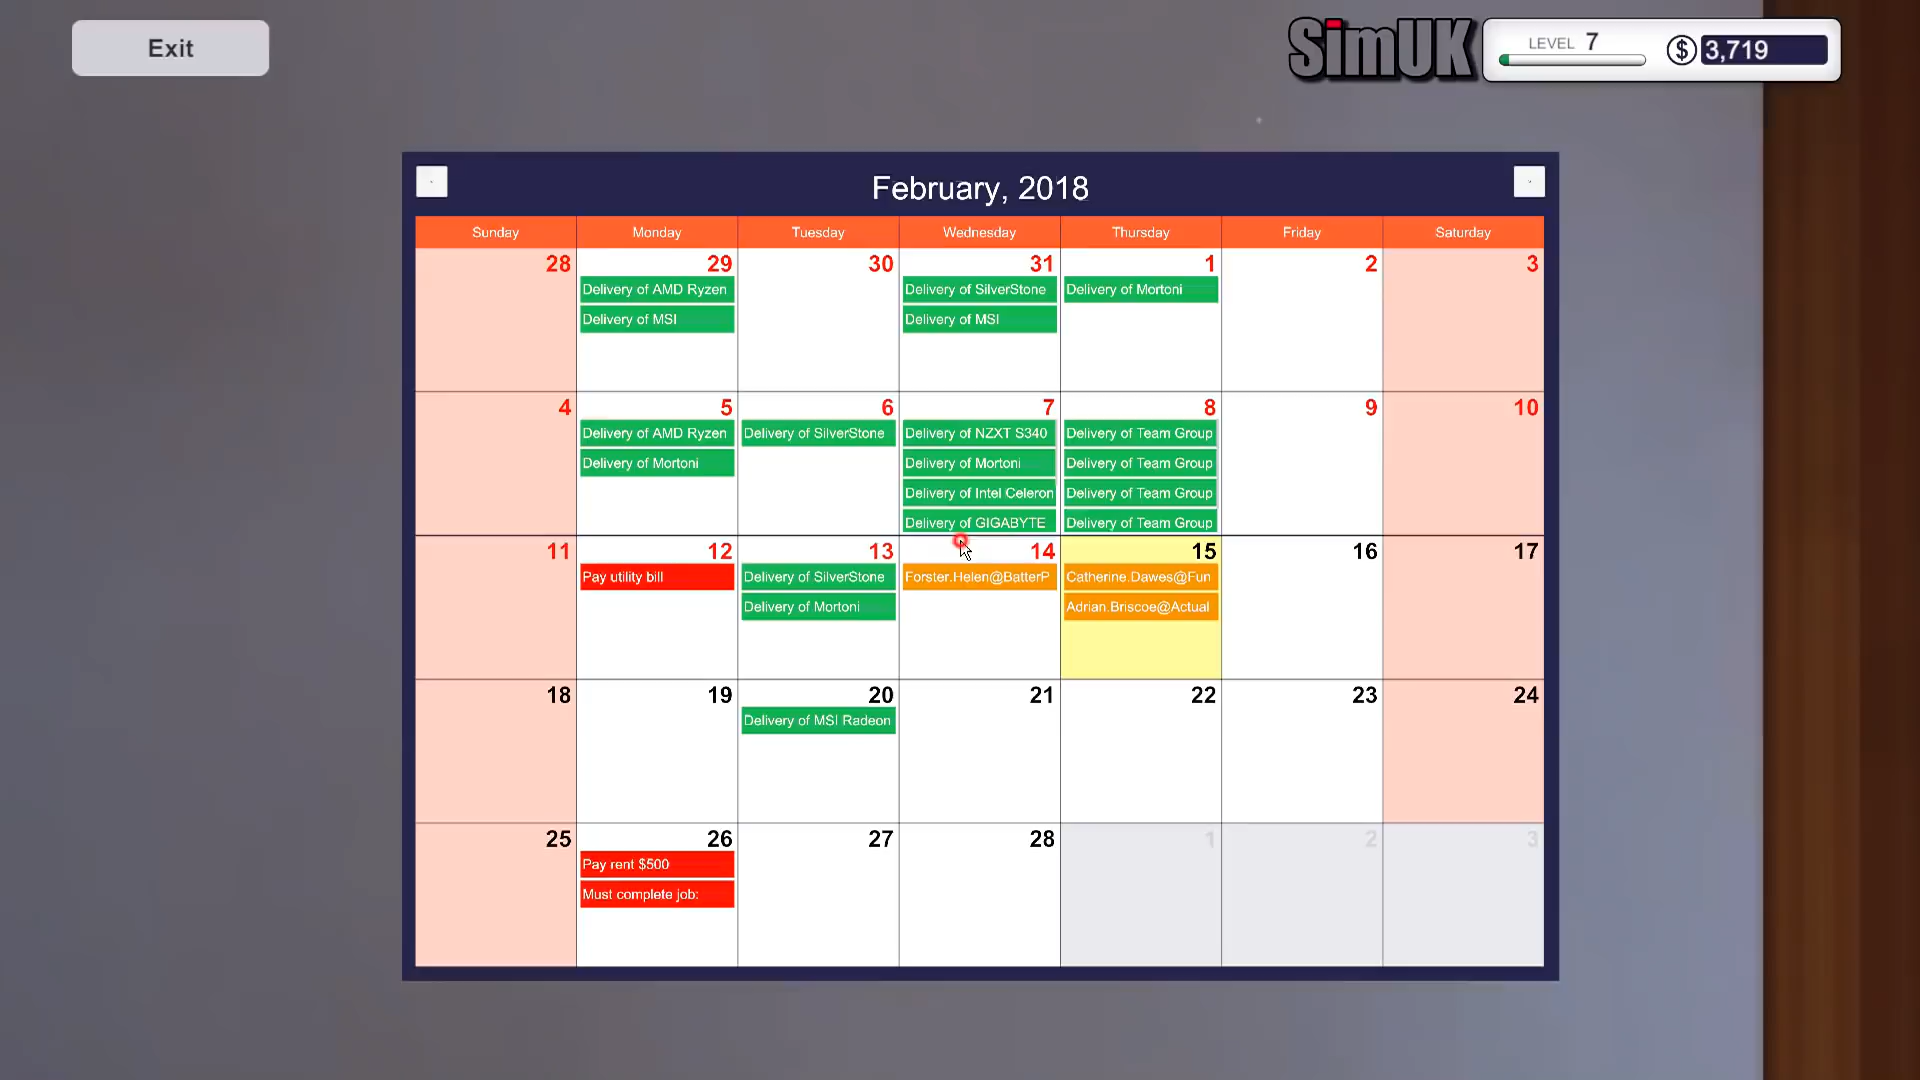 Exit
SimUK
LEVEL 7
$ 3,719
February, 2018
Sunday Monday Tuesday Wednesday Thursday Friday Saturday
28 29 30 31 1 2 3
Delivery of AMD Ryzen Delivery of SilverStone Delivery of Mortoni
Delivery of MSI Delivery of MSI
4 5 6 7 8 9 10
Delivery of AMD Ryzen Delivery of SilverStone Delivery of NZXT S340 Delivery of Team Group
Delivery of Mortoni Delivery of Mortoni Delivery of Team Group
Delivery of Intel Celeron Delivery of Team Group
Delivery of GIGABYTE Delivery of Team Group
11 12 13 14 15 16 17
Pay utility bill Delivery of SilverStone Forster.Helen@BatterP Catherine.Dawes@Fun
Delivery of Mortoni Adrian.Briscoe@Actual
18 19 20 21 22 23 24
Delivery of MSI Radeon
25 26 27 28 1 2 3
Pay rent $500
Must complete job: